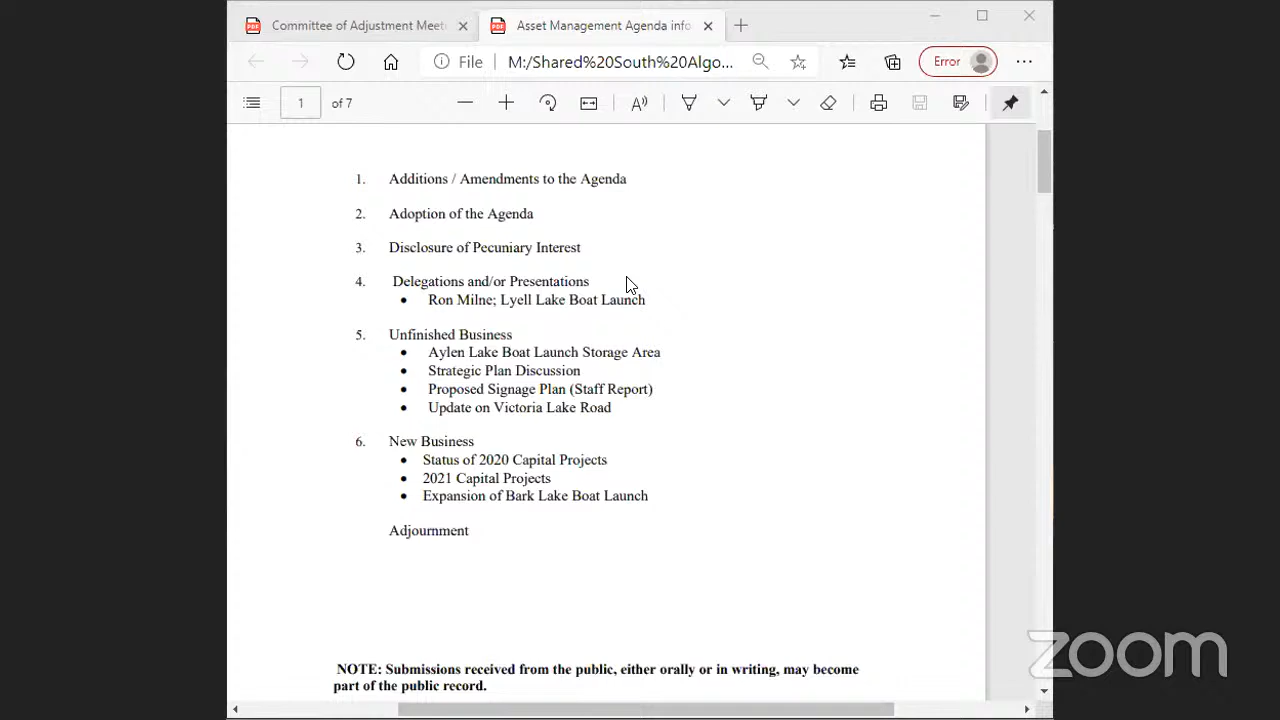 Committee of Adjustment Meet
Asset Management Agenda info
File
M:/Shared%20South%20Algo...
Error
1 of 7
1. Additions / Amendments to the Agenda
2. Adoption of the Agenda
3. Disclosure of Pecuniary Interest
4. Delegations and/or Presentations
• Ron Milne; Lyell Lake Boat Launch
5. Unfinished Business
• Aylen Lake Boat Launch Storage Area
• Strategic Plan Discussion
• Proposed Signage Plan (Staff Report)
• Update on Victoria Lake Road
6. New Business
• Status of 2020 Capital Projects
• 2021 Capital Projects
• Expansion of Bark Lake Boat Launch
Adjournment
NOTE: Submissions received from the public, either orally or in writing, may become
part of the public record.
zoom